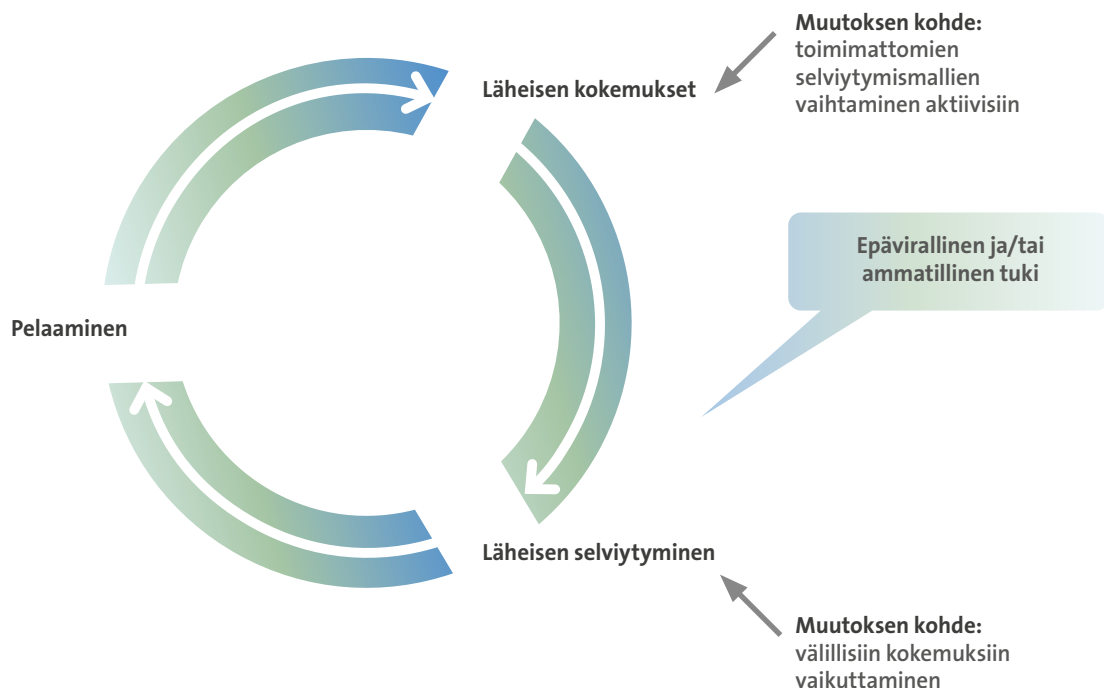 Muutoksen kohde:
toimimattomien
selviytymismallien
vaihtaminen aktiivisiin
Läheisen kokemukset
Epävirallinen ja/tai
ammatillinen tuki
Pelaaminen
Läheisen selviytyminen
Muutoksen kohde:
välillisiin kokemuksiin
vaikuttaminen